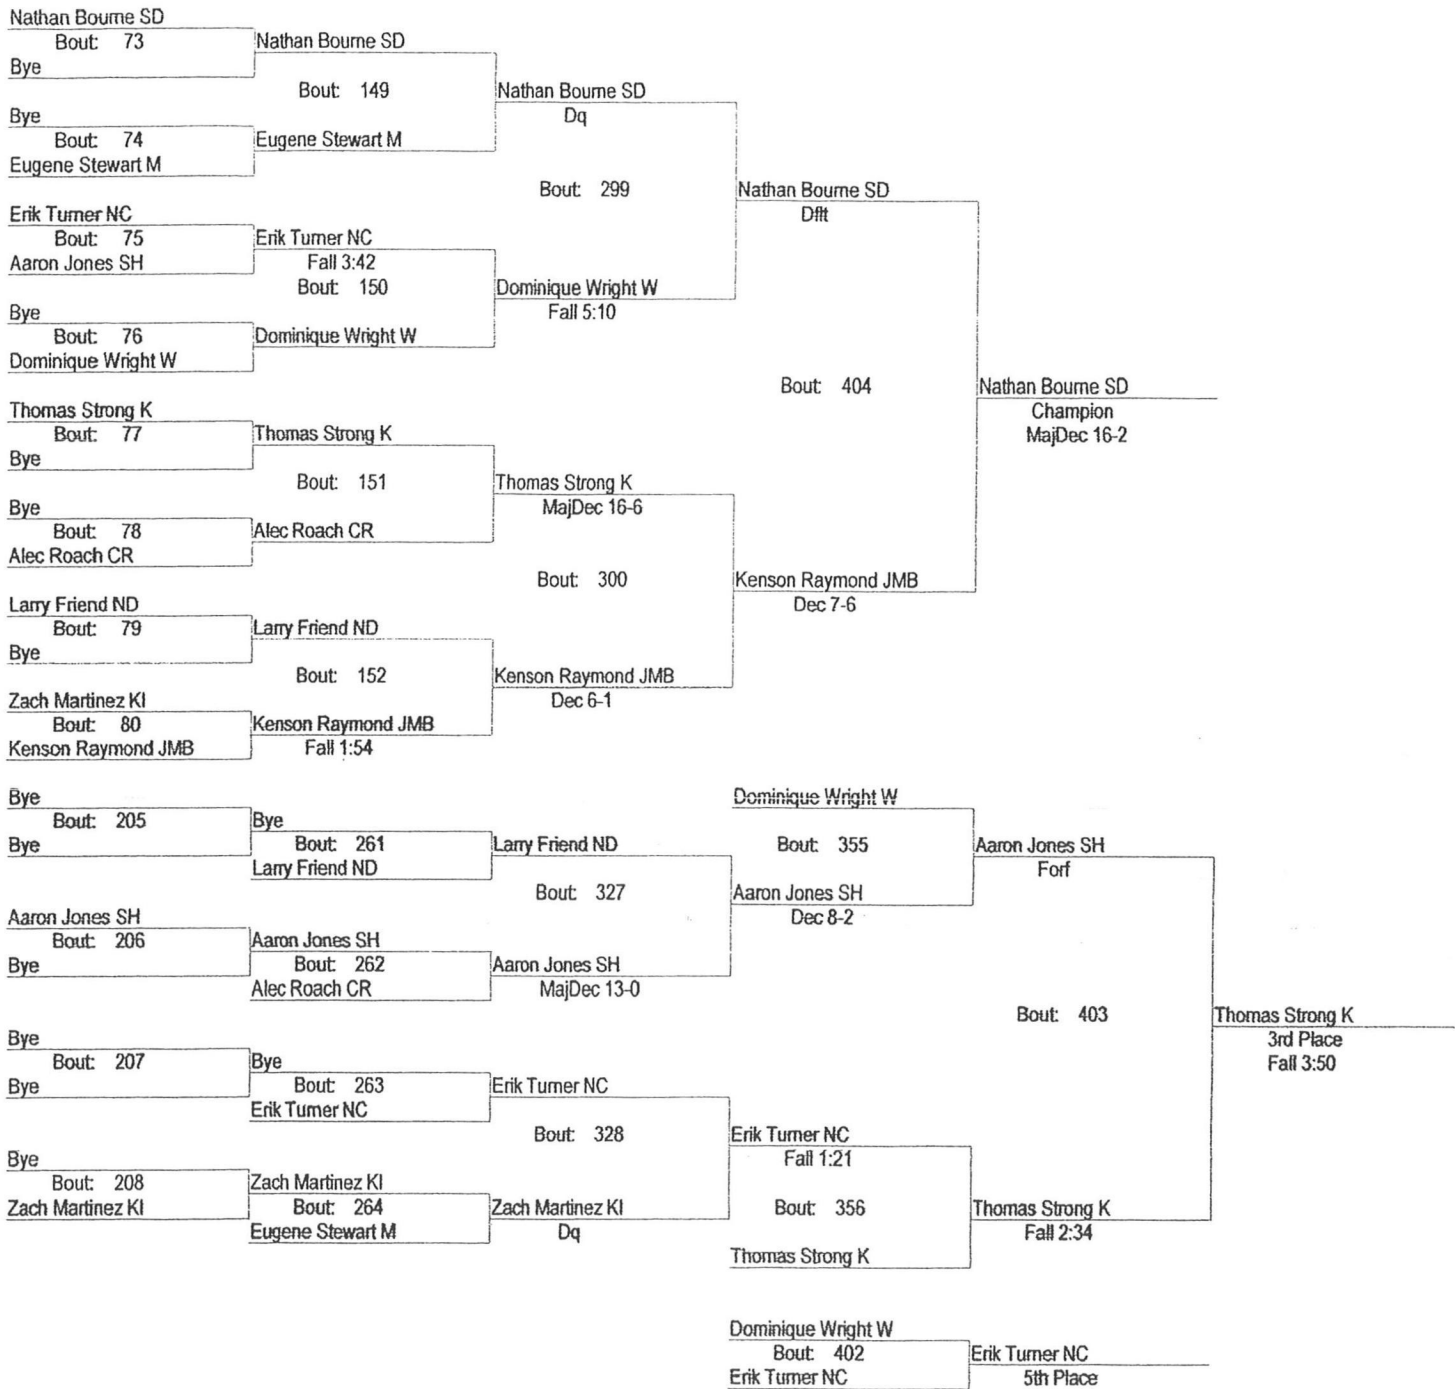 Nathan Bourne SD
Bout: 73
Bye
Nathan Bourne SD
Bout: 149
Bye
Bout: 74
Eugene Stewart M
Eugene Stewart M
Nathan Bourne SD
Dq
Bout: 299
Erik Turner NC
Bout: 75
Aaron Jones SH
Erik Turner NC
Fall 3:42
Bout: 150
Bye
Bout: 76
Dominique Wright W
Dominique Wright W
Dominique Wright W
Fall 5:10
Nathan Bourne SD
Dflt
Bout: 404
Thomas Strong K
Bout: 77
Bye
Thomas Strong K
Bout: 151
Bye
Bout: 78
Alec Roach CR
Alec Roach CR
Thomas Strong K
MajDec 16-6
Bout: 300
Larry Friend ND
Bout: 79
Bye
Larry Friend ND
Bout: 152
Zach Martinez KI
Bout: 80
Kenson Raymond JMB
Kenson Raymond JMB
Fall 1:54
Kenson Raymond JMB
Dec 6-1
Kenson Raymond JMB
Dec 7-6
Nathan Bourne SD
Champion
MajDec 16-2
Bye
Bout: 205
Bye
Bye
Bout: 261
Larry Friend ND
Larry Friend ND
Bout: 327
Aaron Jones SH
Bout: 206
Bye
Aaron Jones SH
Bout: 262
Alec Roach CR
Aaron Jones SH
MajDec 13-0
Dominique Wright W
Bout: 355
Aaron Jones SH
Dec 8-2
Aaron Jones SH
Forf
Bout: 403
Bye
Bout: 207
Bye
Bye
Bout: 263
Erik Turner NC
Erik Turner NC
Bout: 328
Bye
Bout: 208
Zach Martinez KI
Zach Martinez KI
Bout: 264
Eugene Stewart M
Zach Martinez KI
Dq
Erik Turner NC
Fall 1:21
Bout: 356
Thomas Strong K
Thomas Strong K
Fall 2:34
Thomas Strong K
3rd Place
Fall 3:50
Dominique Wright W
Bout: 402
Erik Turner NC
Erik Turner NC
5th Place